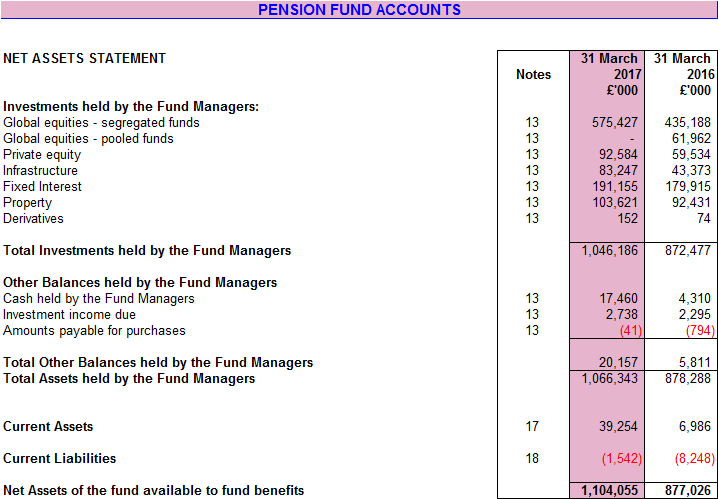 PENSION FUND ACCOUNTS
NET ASSETS STATEMENT 31 March 31 March
Notes 2017 2016
£'000 £'000
Investments held by the Fund Managers:
Global equities - segregated funds 13 575,427 435,188
Global equities - pooled funds 13 - 61,962
Private equity 13 92,584 59,534
Infrastructure 13 83,247 43,373
Fixed Interest 13 191,155 179,915
Property 13 103,621 92,431
Derivatives 13 152 74
Total Investments held by the Fund Managers 1,046,186 872,477
Other Balances held by the Fund Managers
Cash held by the Fund Managers 13 17,460 4,310
Investment income due 13 2,738 2,295
Amounts payable for purchases 13 (41) (794)
Total Other Balances held by the Fund Managers 20,157 5,811
Total Assets held by the Fund Managers 1,066,343 878,288
Current Assets 17 39,254 6,986
Current Liabilities 18 (1,542) (8,248)
Net Assets of the fund available to fund benefits 1,104,055 877,026